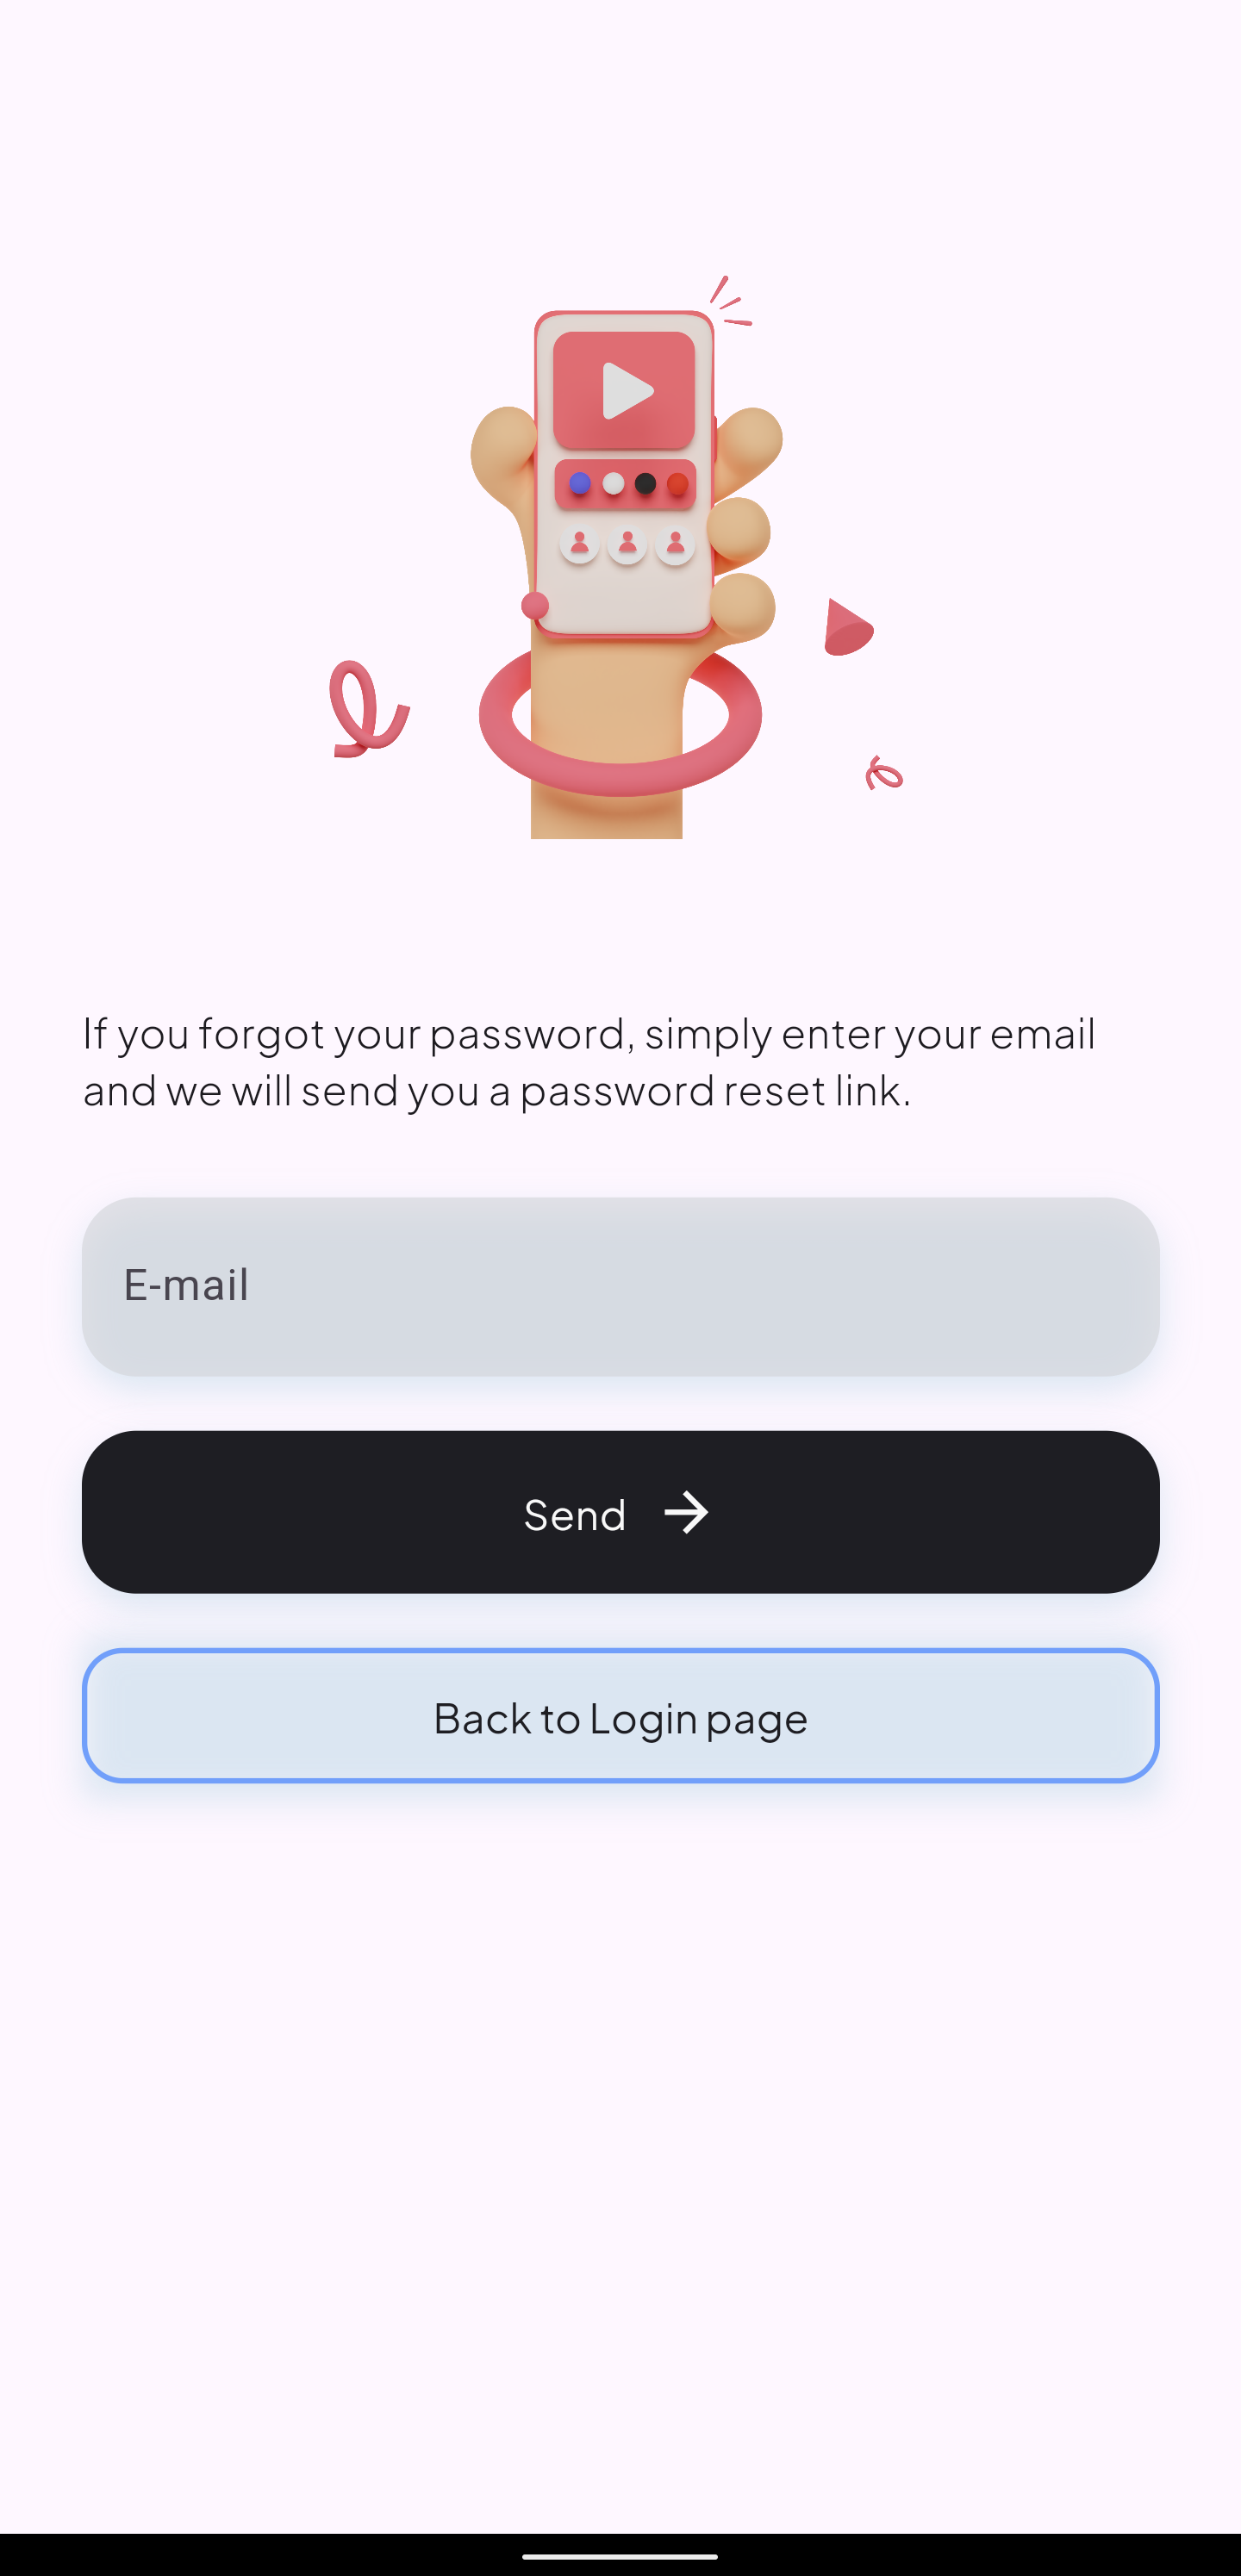 If you forgot your password, simply enter your email
and we will send you a password reset link.
E-mail
Send
Back to Login page